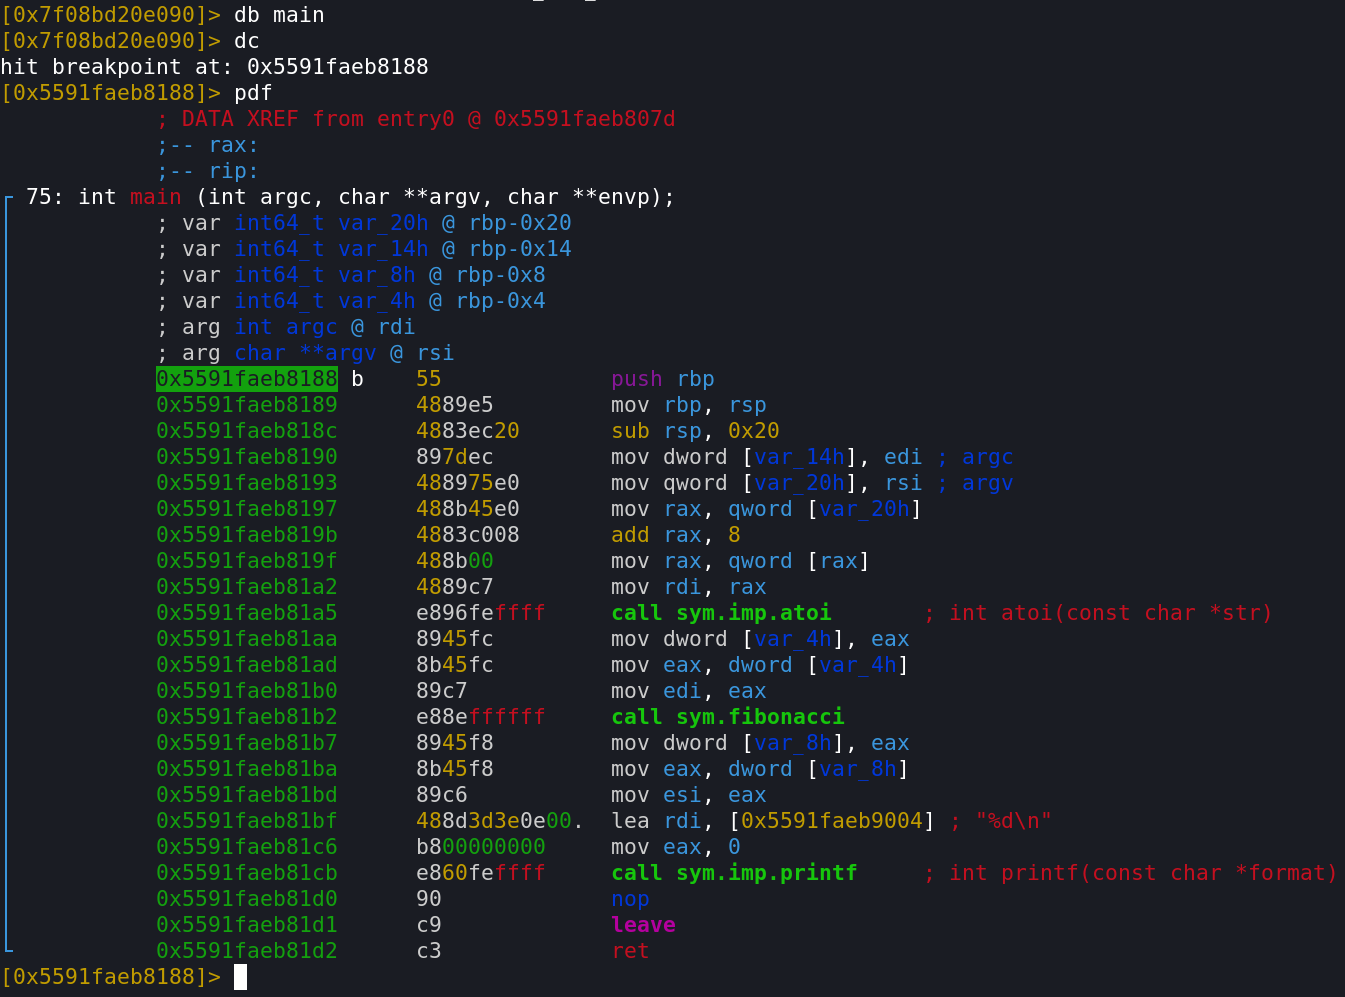 [0x7f08bd20e090]> db main
[0x7f08bd20e090]> dc
hit breakpoint at: 0x5591faeb8188
[0x5591faeb8188]> pdf
            ; DATA XREF from entry0 @ 0x5591faeb807d
            ;-- rax:
            ;-- rip:
┌ 75: int main (int argc, char **argv, char **envp);
│           ; var int64_t var_20h @ rbp-0x20
│           ; var int64_t var_14h @ rbp-0x14
│           ; var int64_t var_8h @ rbp-0x8
│           ; var int64_t var_4h @ rbp-0x4
│           ; arg int argc @ rdi
│           ; arg char **argv @ rsi
│           0x5591faeb8188 b    55             push rbp
│           0x5591faeb8189      4889e5         mov rbp, rsp
│           0x5591faeb818c      4883ec20       sub rsp, 0x20
│           0x5591faeb8190      897dec         mov dword [var_14h], edi ; argc
│           0x5591faeb8193      488975e0       mov qword [var_20h], rsi ; argv
│           0x5591faeb8197      488b45e0       mov rax, qword [var_20h]
│           0x5591faeb819b      4883c008       add rax, 8
│           0x5591faeb819f      488b00         mov rax, qword [rax]
│           0x5591faeb81a2      4889c7         mov rdi, rax
│           0x5591faeb81a5      e896feffff     call sym.imp.atoi       ; int atoi(const char *str)
│           0x5591faeb81aa      8945fc         mov dword [var_4h], eax
│           0x5591faeb81ad      8b45fc         mov eax, dword [var_4h]
│           0x5591faeb81b0      89c7           mov edi, eax
│           0x5591faeb81b2      e88effffff     call sym.fibonacci
│           0x5591faeb81b7      8945f8         mov dword [var_8h], eax
│           0x5591faeb81ba      8b45f8         mov eax, dword [var_8h]
│           0x5591faeb81bd      89c6           mov esi, eax
│           0x5591faeb81bf      488d3d3e0e00.  lea rdi, [0x5591faeb9004] ; "%d\n"
│           0x5591faeb81c6      b800000000     mov eax, 0
│           0x5591faeb81cb      e860feffff     call sym.imp.printf     ; int printf(const char *format)
│           0x5591faeb81d0      90             nop
│           0x5591faeb81d1      c9             leave
└           0x5591faeb81d2      c3             ret
[0x5591faeb8188]>